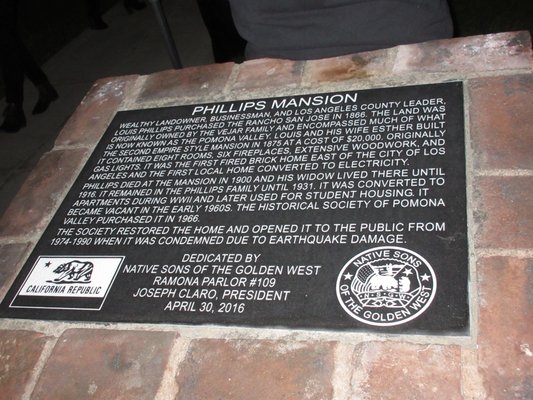 PHILLIPS MANSION
WEALTHY LANDOWNER, BUSINESSMAN, AND LOS ANGELES COUNTY LEADER,
LOUIS PHILLIPS PURCHASED THE RANCHO SAN JOSE IN 1866. THE LAND WAS
ORIGINALLY OWNED BY THE VEJAR FAMILY AND ENCOMPASSED MUCH OF WHAT
IS NOW KNOWN AS THE POMONA VALLEY. LOUIS AND HIS WIFE ESTHER BUILT
THE SECOND EMPIRE STYLE MANSION IN 1875 AT A COST OF $20,000. ORIGINALLY
IT CONTAINED EIGHT ROOMS, SIX FIREPLACES, EXTENSIVE WOODWORK, AND
GAS LIGHTS. IT WAS THE FIRST FIRED BRICK HOME EAST OF THE CITY OF LOS
ANGELES AND THE FIRST LOCAL HOME CONVERTED TO ELECTRICITY.
PHILLIPS DIED AT THE MANSION IN 1900 AND HIS WIDOW LIVED THERE UNTIL
1916. IT REMAINED IN THE PHILLIPS FAMILY UNTIL 1931. IT WAS CONVERTED TO
APARTMENTS DURING WWII AND LATER USED FOR STUDENT HOUSING. IT
BECAME VACANT IN THE EARLY 1960S. THE HISTORICAL SOCIETY OF POMONA
VALLEY PURCHASED IT IN 1966.
THE SOCIETY RESTORED THE HOME AND OPENED IT TO THE PUBLIC FROM
1974-1990 WHEN IT WAS CONDEMNED DUE TO EARTHQUAKE DAMAGE.
DEDICATED BY
NATIVE SONS OF THE GOLDEN WEST
RAMONA PARLOR #109
JOSEPH CLARO, PRESIDENT
APRIL 30, 2016
CALIFORNIA REPUBLIC
NATIVE SONS
OF THE GOLDEN WEST
N.S.G.W.